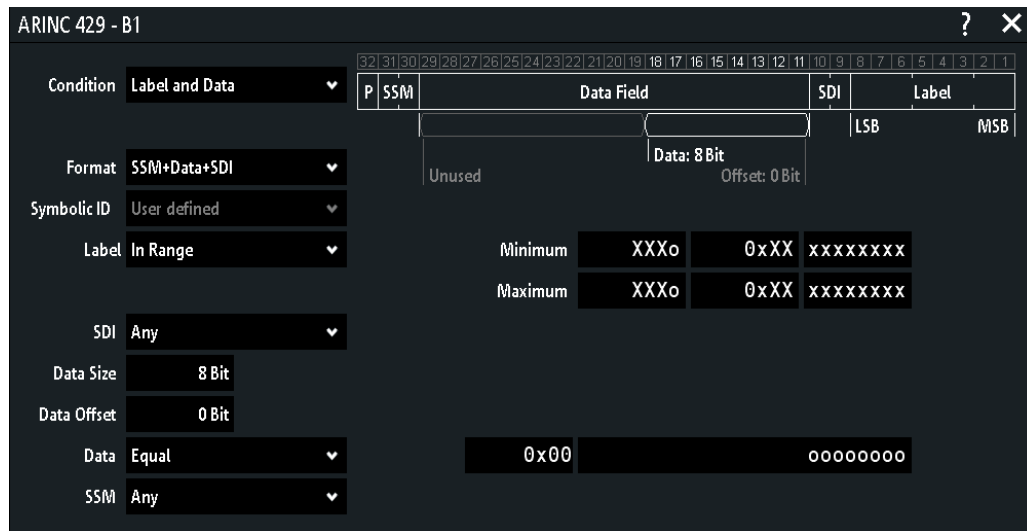 ARINC 429 - B1 ? ✕
32 31 30 29 28 27 26 25 24 23 22 21 20 19 18 17 16 15 14 13 12 11 10 9 8 7 6 5 4 3 2 1
Condition Label and Data
P SSM Data Field SDI Label
LSB MSB
Data: 8 Bit
Unused Offset: 0 Bit
Format SSM+Data+SDI
Symbolic ID User defined
Label In Range
Minimum XXXo 0xXX xxxxxxxx
Maximum XXXo 0xXX xxxxxxxx
SDI Any
Data Size 8 Bit
Data Offset 0 Bit
Data Equal 0x00 oooooooo
SSM Any